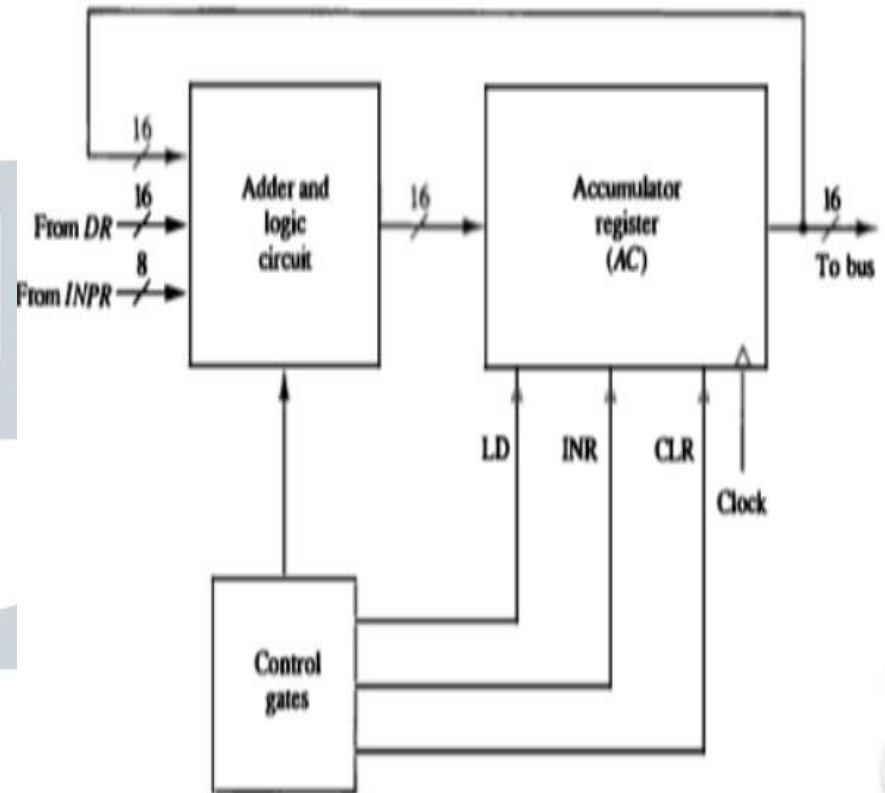 16
Adder and
logic
circuit
16
Accumulator
register
(AC)
16
From DR
16
To bus
8
From INPR
LD
INR
CLR
Clock
Control
gates